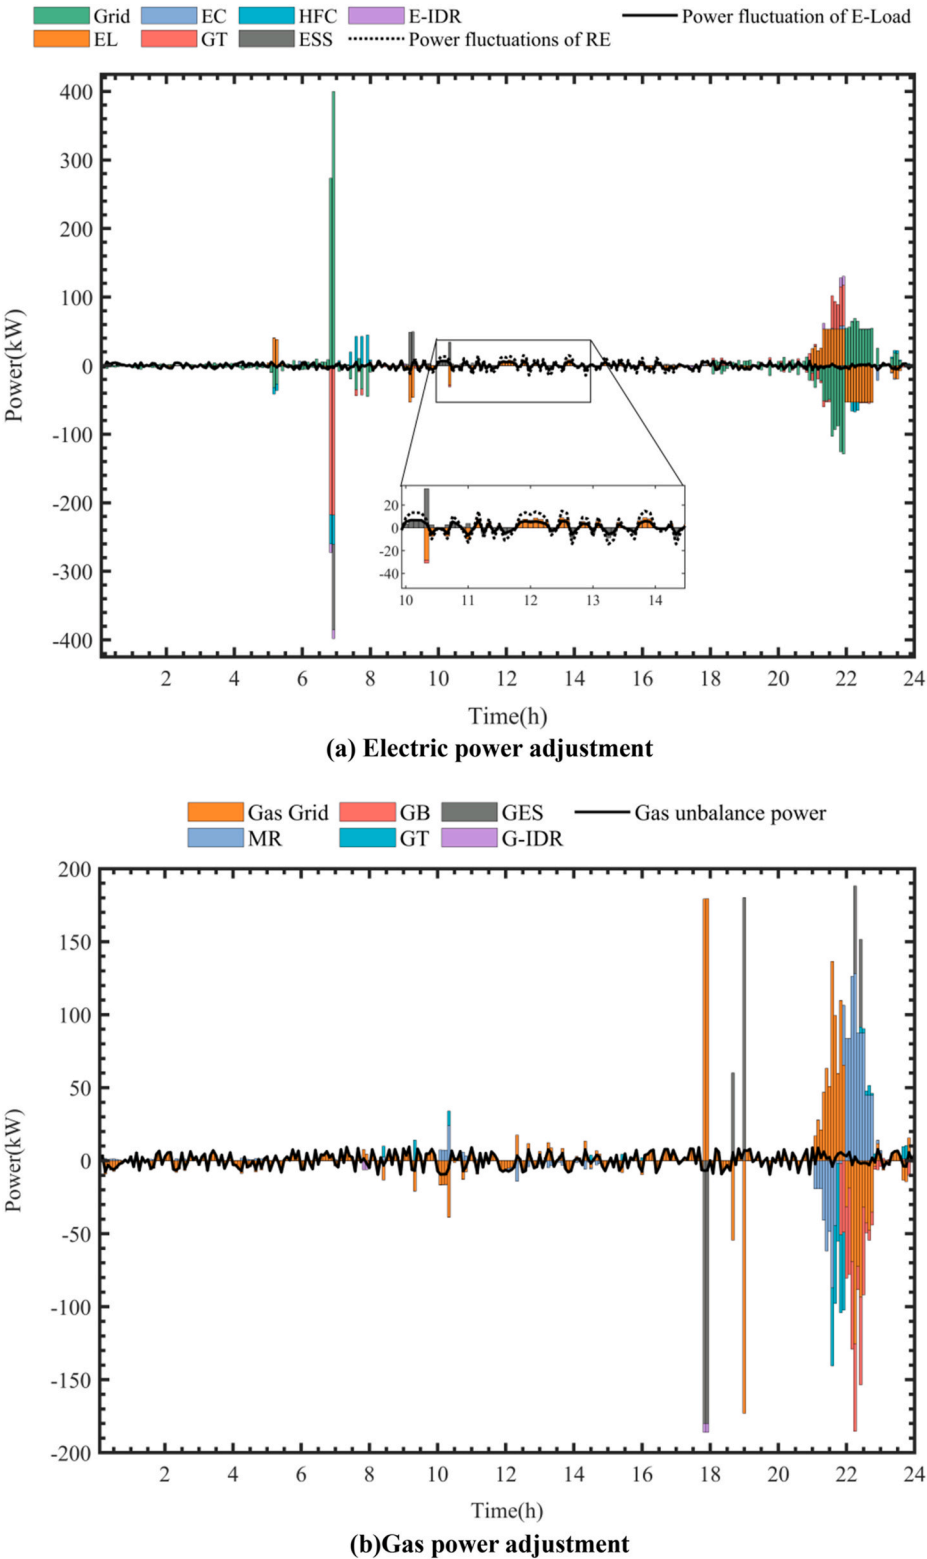 Grid EC HFC E-IDR Power fluctuation of E-Load
EL GT ESS Power fluctuations of RE
400
300
200
100
0
-100
-200
-300
-400
Power(kW)
20
0
-20
-40
10 11 12 13 14
2 4 6 8 10 12 14 16 18 20 22 24
Time(h)
(a) Electric power adjustment
Gas Grid GB GES Gas unbalance power
MR GT G-IDR
200
150
100
50
0
-50
-100
-150
-200
Power(kW)
2 4 6 8 10 12 14 16 18 20 22 24
Time(h)
(b)Gas power adjustment